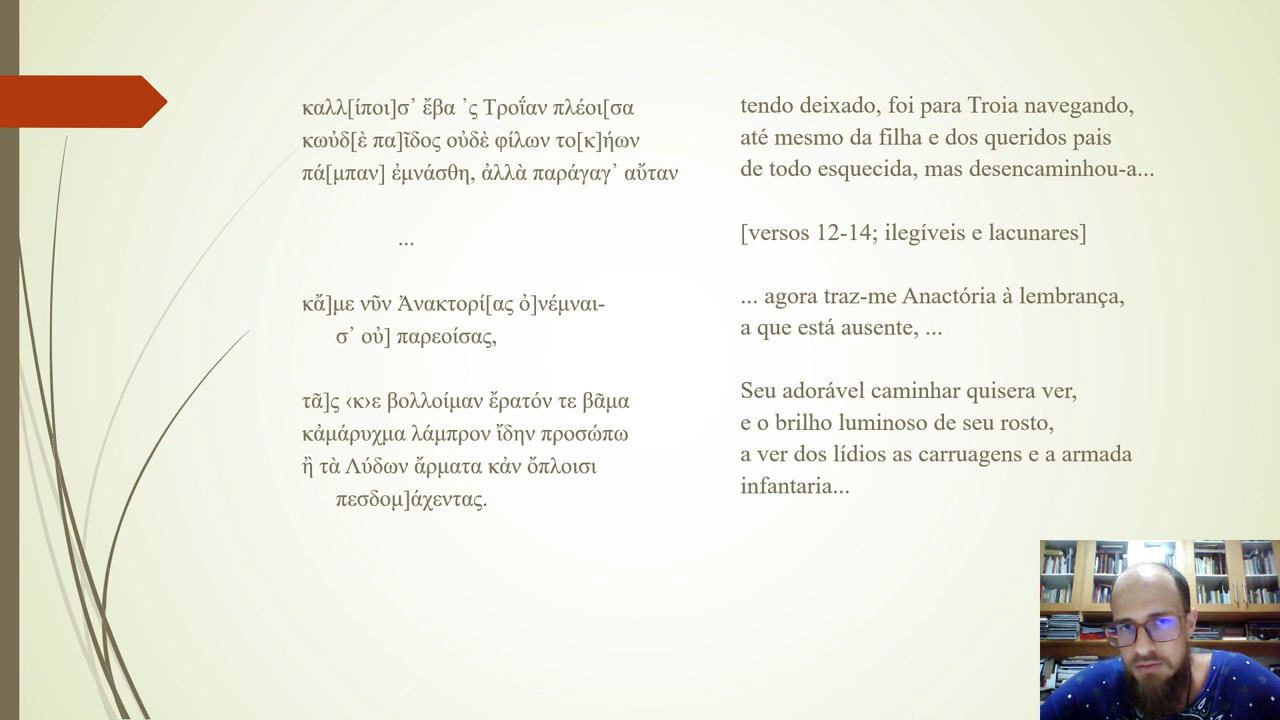 καλλ[ίποι]σ᾽ ἔβα ᾽ς Τροΐαν πλέοι[σα
κωὐδ[ὲ πα]ῖδος οὐδὲ φίλων το[κ]ήων
πά[μπαν] ἐμνάσθη, ἀλλὰ παράγαγ᾽ αὔταν
...
κἄ]με νῦν Ἀνακτορί[ας ὀ]νέμναι-
σ᾽ οὐ] παρεοίσας,
τᾶ]ς ‹κ›ε βολλοίμαν ἔρατόν τε βᾶμα
κἀμάρυχμα λάμπρον ἴδην προσώπω
ἢ τὰ Λύδων ἄρματα κἀν ὄπλοισι
πεσδομ]άχεντας.
tendo deixado, foi para Troia navegando,
até mesmo da filha e dos queridos pais
de todo esquecida, mas desencaminhou-a...
[versos 12-14; ilegíveis e lacunares]
... agora traz-me Anactória à lembrança,
a que está ausente, ...
Seu adorável caminhar quisera ver,
e o brilho luminoso de seu rosto,
a ver dos lídios as carruagens e a armada
infantaria...